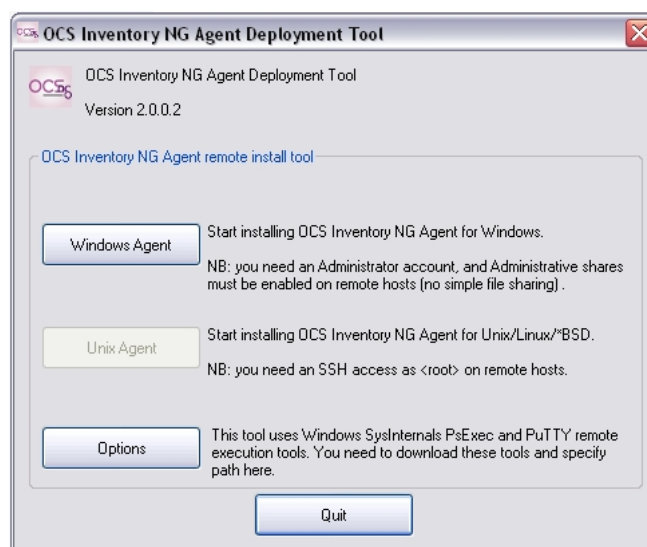 OCS Inventory NG Agent Deployment Tool
OCS Inventory NG Agent Deployment Tool
Version 2.0.0.2
OCS Inventory NG Agent remote install tool
Windows Agent
Start installing OCS Inventory NG Agent for Windows.
NB: you need an Administrator account, and Administrative shares
must be enabled on remote hosts (no simple file sharing) .
Unix Agent
Start installing OCS Inventory NG Agent for Unix/Linux/*BSD.
NB: you need an SSH access as <root> on remote hosts.
Options
This tool uses Windows SysInternals PsExec and PuTTY remote
execution tools. You need to download these tools and specify
path here.
Quit